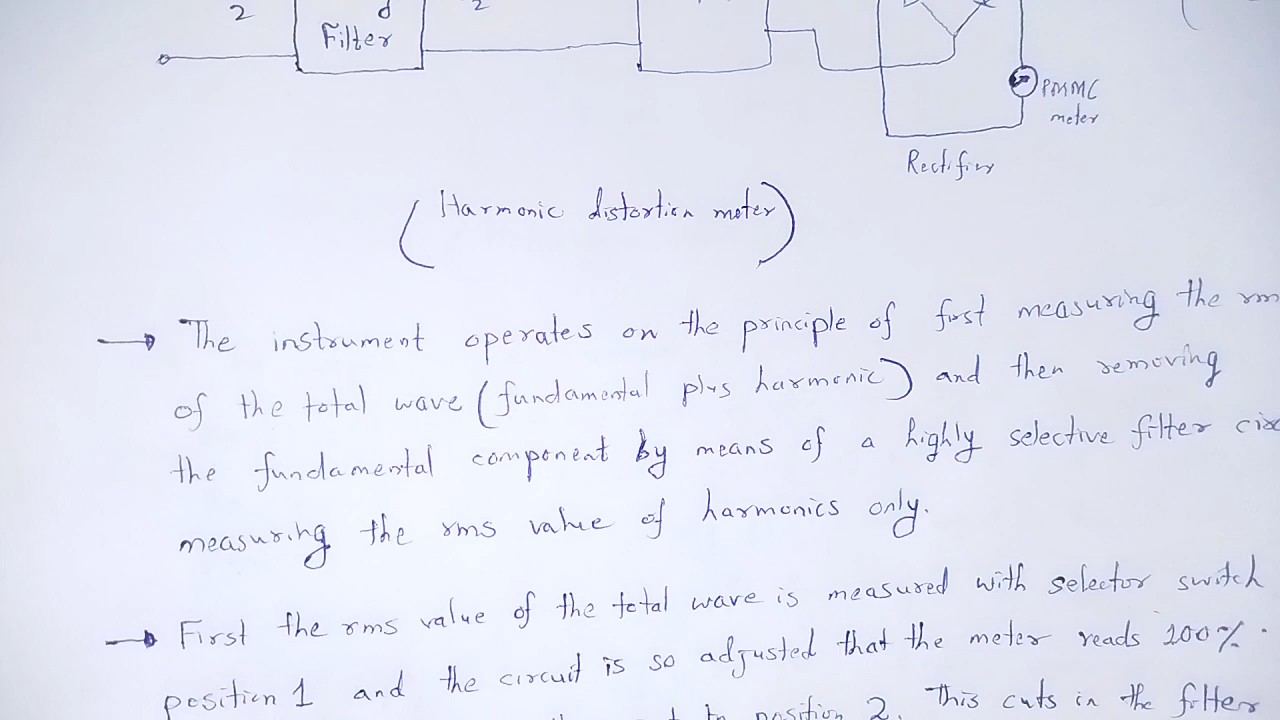 2 2
Filter
PMMC
meter
Rectifier
(Harmonic distortion meter)
→ The instrument operates on the principle of first measuring the
of the total wave (fundamental plus harmonic) and then removing
the fundamental component by means of a highly selective filter
measuring the rms value of harmonics only.
→ First the rms value of the total wave is measured with selector switch
position 1 and the circuit is so adjusted that the meter reads 100%.
to position 2. This cuts in the filter